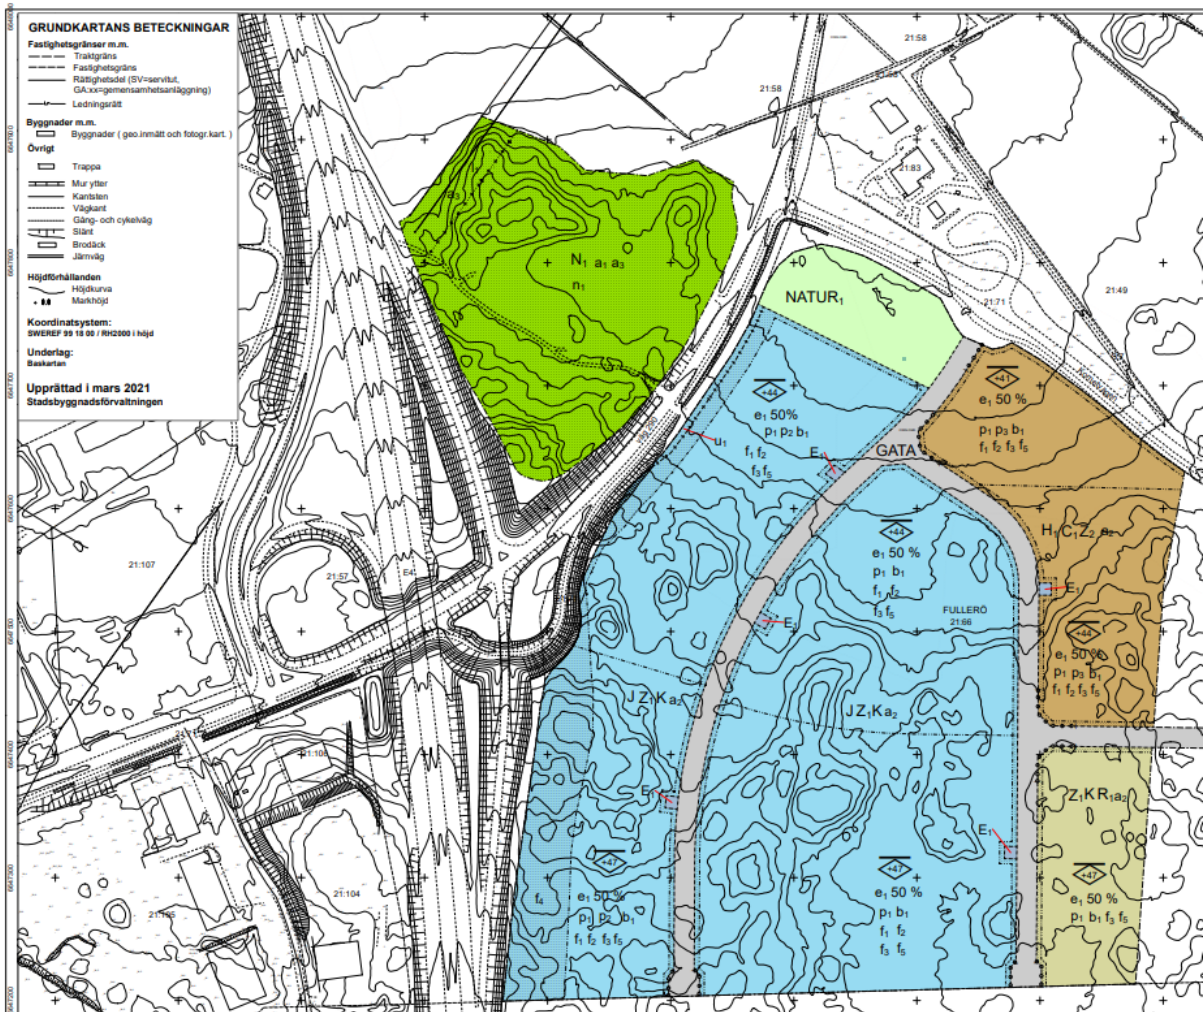 GRUNDKARTANS BETECKNINGAR
Fastighetsgränser m.m.
Traktgräns
Fastighetsgräns
Rättighetsdel (SV=servitut,
GA:xx=gemensamhetsanläggning)
Ledningsrätt
Byggnader m.m.
Byggnader ( geo.inmätt och fotogr.kart. )
Övrigt
Trappa
Mur ytter
Kantsten
Vägkant
Gång- och cykelväg
Slänt
Brodäck
Järnväg
Höjdförhållanden
Höjdkurva
Markhöjd
Koordinatsystem:
SWEREF 99 18 00 / RH2000 i höjd
Underlag:
Baskartan
Upprättad i mars 2021
Stadsbyggnadsförvaltningen
21:58
21:58
21:83
21:71
21:49
a₃
N₁ a₁ a₃
n₁
NATUR₁
+44
e₁ 50%
p₁ p₂ b₁
f₁ f₂
f₃ f₅
u₁
E₁
GATA
+41
e₁ 50 %
p₁ p₃ b₁
f₁ f₂ f₃ f₅
H₁C₁Z₂ a₂
+44
e₁ 50 %
p₁ b₁
f₁ f₂
f₃ f₅
FULLERÖ
21:66
E₁
E₁
+44
e₁ 50 %
p₁ p₃ b₁
f₁ f₂ f₃ f₅
21:107
21:57
E4
JZ₁Ka₂
JZ₁Ka₂
21:106
E₁
Z₁KR₁a₂
E₁
+47
e₁ 50 %
p₁ p₂ b₁
f₁ f₂ f₃ f₅
f₄
+47
e₁ 50 %
p₁ b₁
f₁ f₂
f₃ f₅
+47
e₁ 50 %
p₁ b₁ f₃ f₅
21:104
21:105